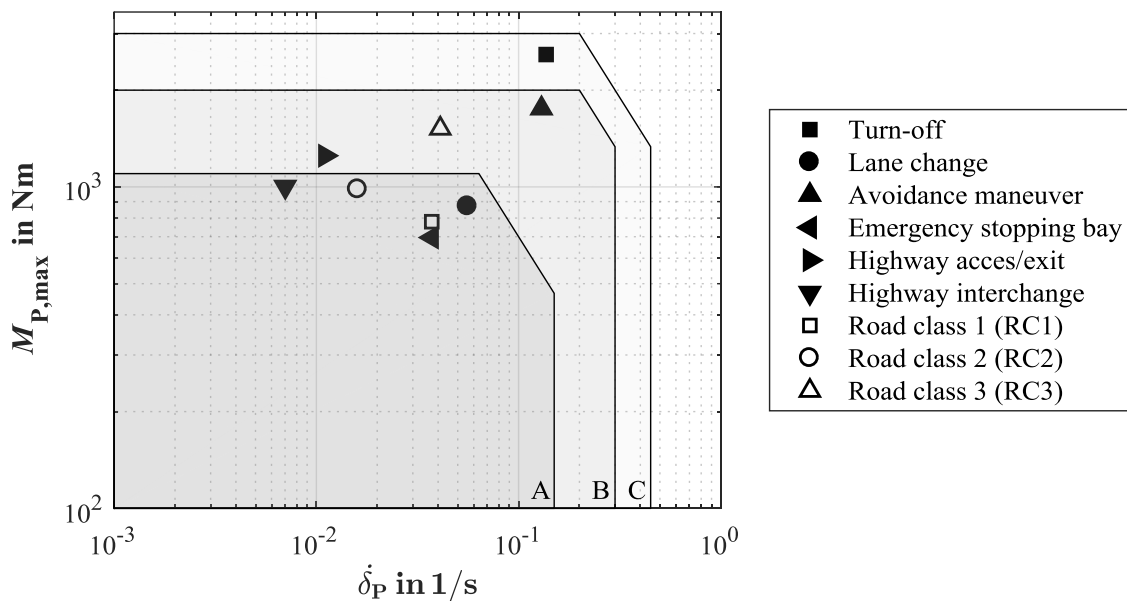 M_P,max in Nm
10^3
10^2
A
B
C
10^-3
10^-2
10^-1
10^0
δ̇_P in 1/s
Turn-off
Lane change
Avoidance maneuver
Emergency stopping bay
Highway acces/exit
Highway interchange
Road class 1 (RC1)
Road class 2 (RC2)
Road class 3 (RC3)